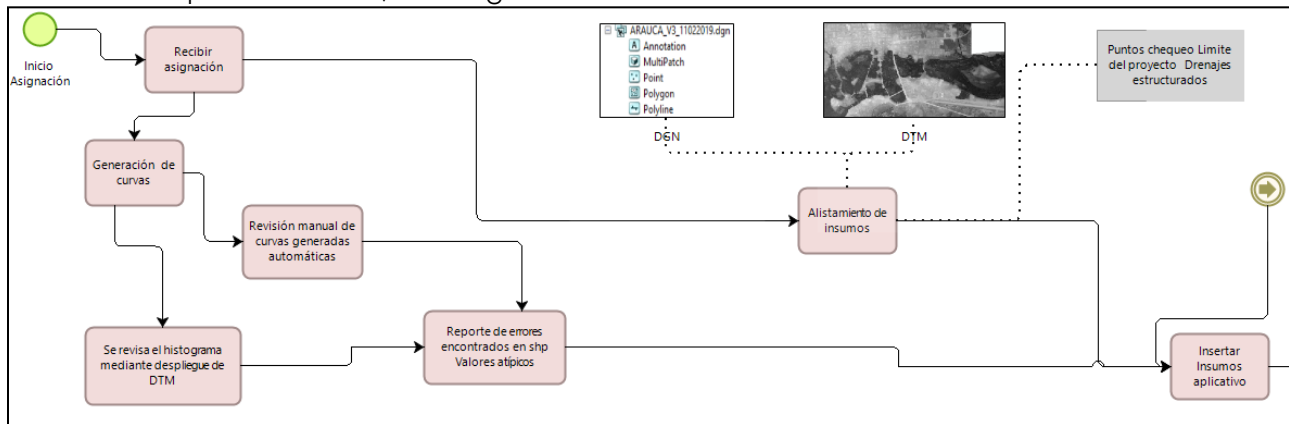 Inicio
Asignación
Recibir
asignación
ARAUCA_V3_11022019.dgn
Annotation
MultiPatch
Point
Polygon
Polyline
DGN
DTM
Puntos chequeo Limite
del proyecto Drenajes
estructurados
Generación de
curvas
Revisión manual de
curvas generadas
automáticas
Alistamiento de
insumos
Se revisa el histograma
mediante despliegue de
DTM
Reporte de errores
encontrados en shp
Valores atípicos
Insertar
Insumos
aplicativo